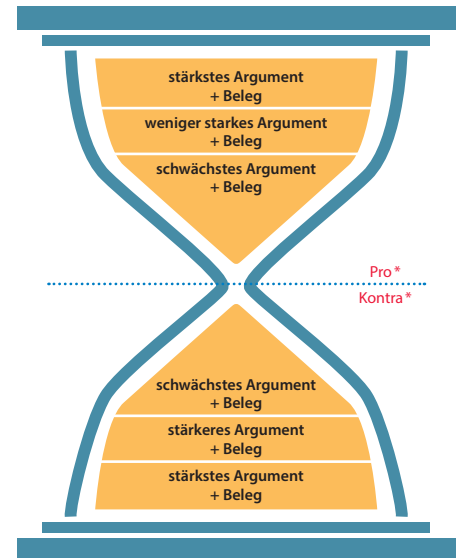 stärkstes Argument
+ Beleg
weniger starkes Argument
+ Beleg
schwächstes Argument
+ Beleg
Pro*
Kontra*
schwächstes Argument
+ Beleg
stärkeres Argument
+ Beleg
stärkstes Argument
+ Beleg